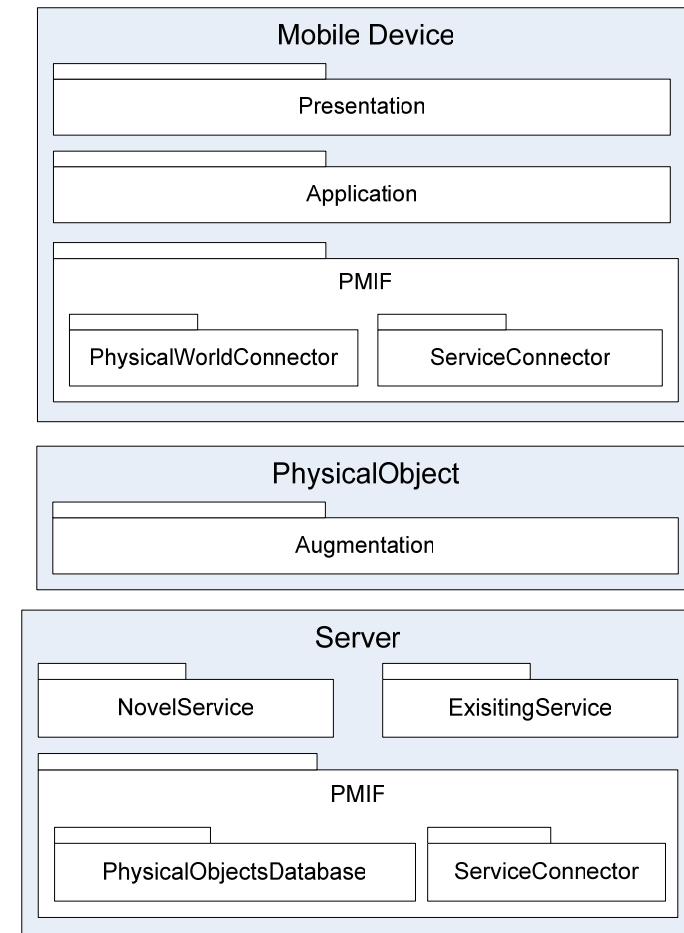 Mobile Device
Presentation
Application
PMIF
PhysicalWorldConnector
ServiceConnector
PhysicalObject
Augmentation
Server
NovelService
ExisitingService
PMIF
PhysicalObjectsDatabase
ServiceConnector